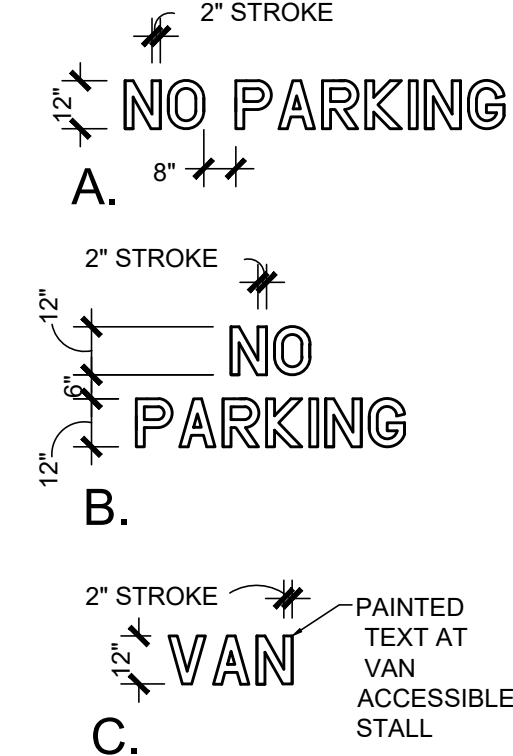 2" STROKE
12"
NO PARKING
8"
A.
2" STROKE
12"
NO
6"
PARKING
12"
B.
2" STROKE
PAINTED
TEXT AT
VAN
ACCESSIBLE
STALL
12"
VAN
C.